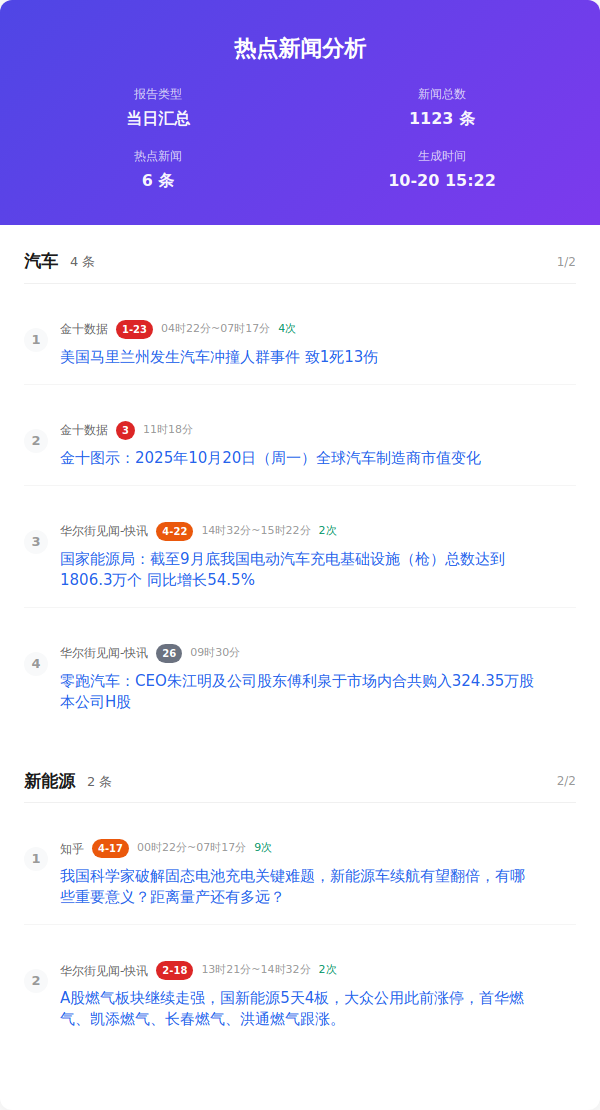 热点新闻分析
报告类型
新闻总数
当日汇总
1123 条
热点新闻
生成时间
6 条
10-20 15:22
汽车 4 条 1/2
1
金十数据 1-23 04时22分~07时17分 4次
美国马里兰州发生汽车冲撞人群事件 致1死13伤
2
金十数据 3 11时18分
金十图示：2025年10月20日（周一）全球汽车制造商市值变化
3
华尔街见闻-快讯 4-22 14时32分~15时22分 2次
国家能源局：截至9月底我国电动汽车充电基础设施（枪）总数达到
1806.3万个 同比增长54.5%
4
华尔街见闻-快讯 26 09时30分
零跑汽车：CEO朱江明及公司股东傅利泉于市场内合共购入324.35万股
本公司H股
新能源 2 条 2/2
1
知乎 4-17 00时22分~07时17分 9次
我国科学家破解固态电池充电关键难题，新能源车续航有望翻倍，有哪
些重要意义？距离量产还有多远？
2
华尔街见闻-快讯 2-18 13时21分~14时32分 2次
A股燃气板块继续走强，国新能源5天4板，大众公用此前涨停，首华燃
气、凯添燃气、长春燃气、洪通燃气跟涨。